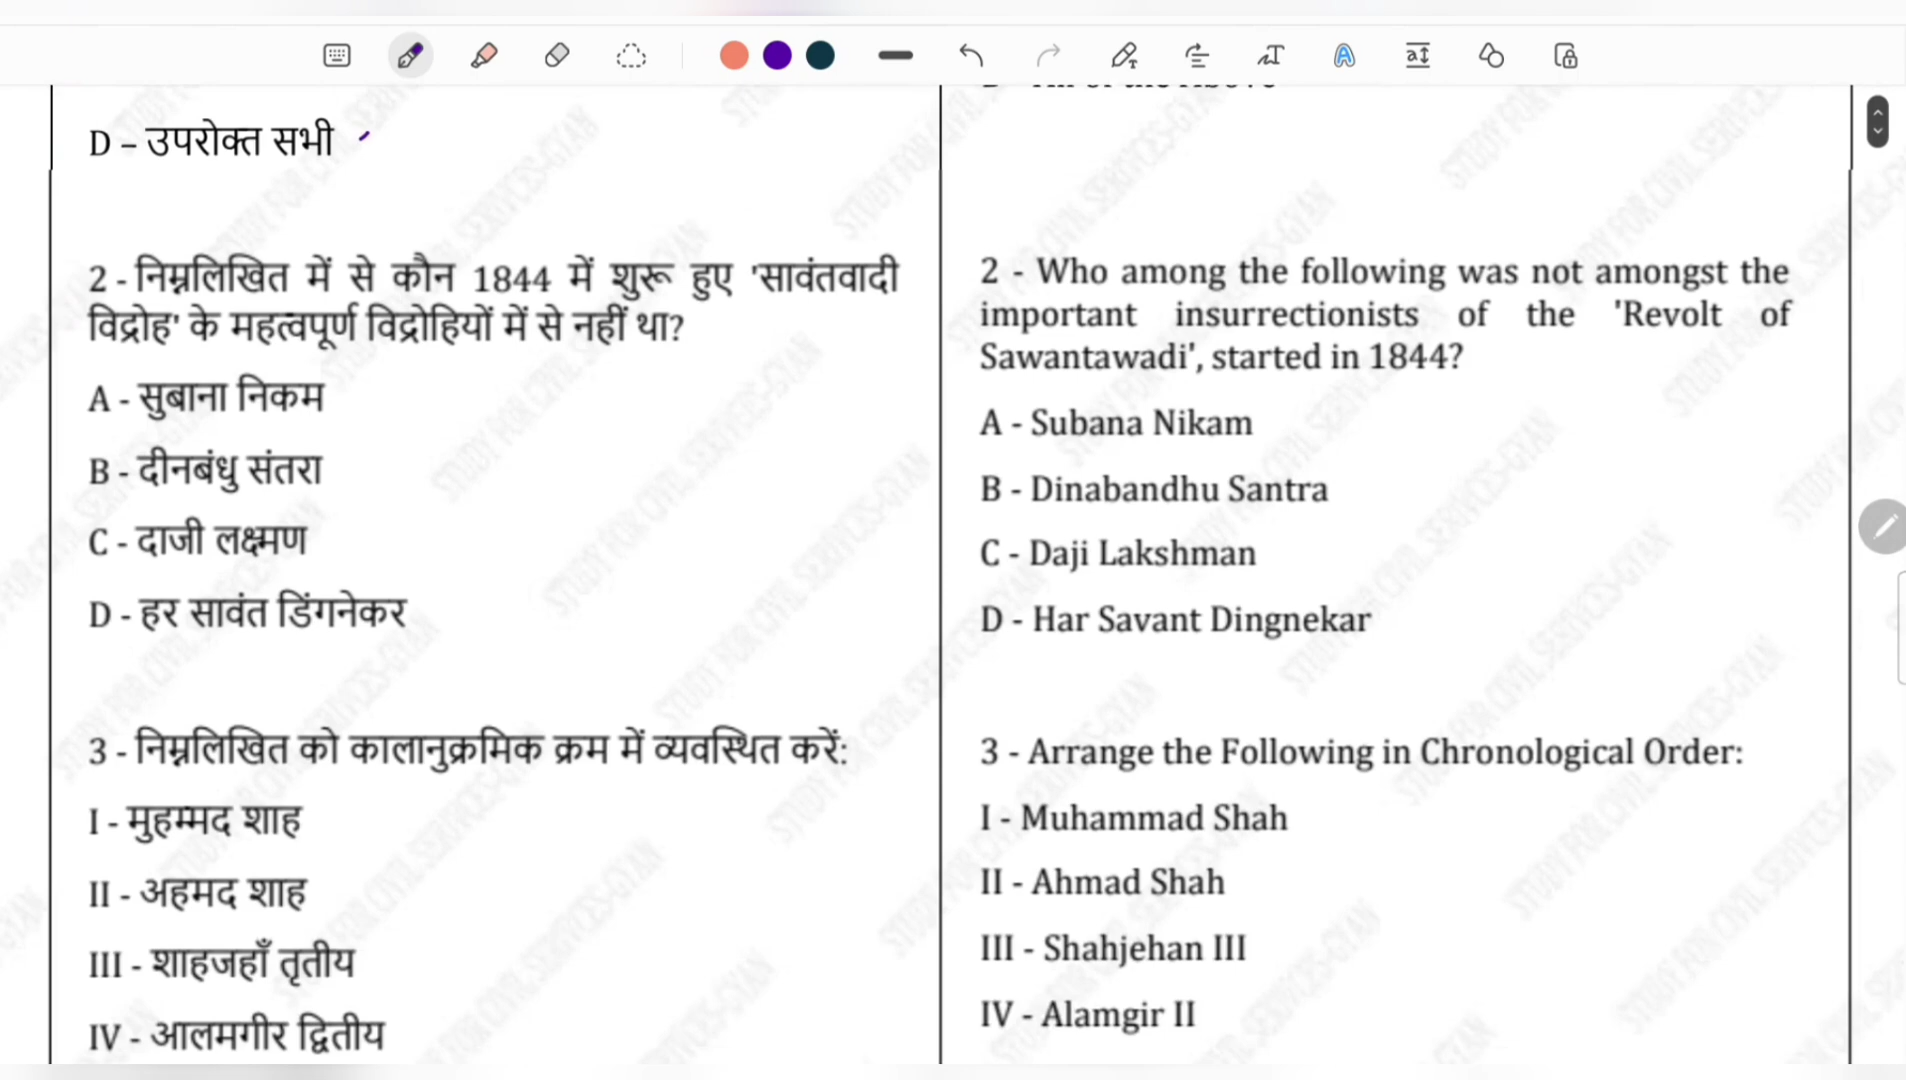 D – उपरोक्त सभी
2 - निम्नलिखित में से कौन 1844 में शुरू हुए 'सावंतवादी
विद्रोह' के महत्वपूर्ण विद्रोहियों में से नहीं था?
A - सुबाना निकम
B - दीनबंधु संतरा
C - दाजी लक्ष्मण
D - हर सावंत डिंगनेकर
3 - निम्नलिखित को कालानुक्रमिक क्रम में व्यवस्थित करें:
I - मुहम्मद शाह
II - अहमद शाह
III - शाहजहाँ तृतीय
IV - आलमगीर द्वितीय
2 - Who among the following was not amongst the
important insurrectionists of the 'Revolt of
Sawantawadi', started in 1844?
A - Subana Nikam
B - Dinabandhu Santra
C - Daji Lakshman
D - Har Savant Dingnekar
3 - Arrange the Following in Chronological Order:
I - Muhammad Shah
II - Ahmad Shah
III - Shahjehan III
IV - Alamgir II